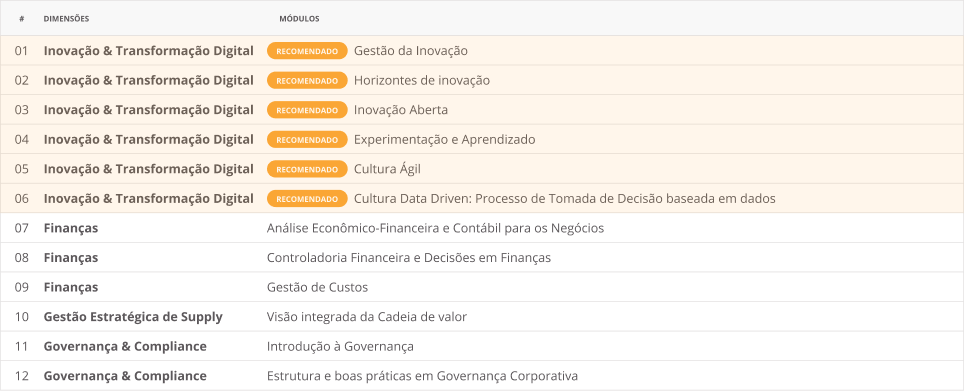 # DIMENSÕES MÓDULOS
01 Inovação & Transformação Digital RECOMENDADO Gestão da Inovação
02 Inovação & Transformação Digital RECOMENDADO Horizontes de inovação
03 Inovação & Transformação Digital RECOMENDADO Inovação Aberta
04 Inovação & Transformação Digital RECOMENDADO Experimentação e Aprendizado
05 Inovação & Transformação Digital RECOMENDADO Cultura Ágil
06 Inovação & Transformação Digital RECOMENDADO Cultura Data Driven: Processo de Tomada de Decisão baseada em dados
07 Finanças Análise Econômico-Financeira e Contábil para os Negócios
08 Finanças Controladoria Financeira e Decisões em Finanças
09 Finanças Gestão de Custos
10 Gestão Estratégica de Supply Visão integrada da Cadeia de valor
11 Governança & Compliance Introdução à Governança
12 Governança & Compliance Estrutura e boas práticas em Governança Corporativa